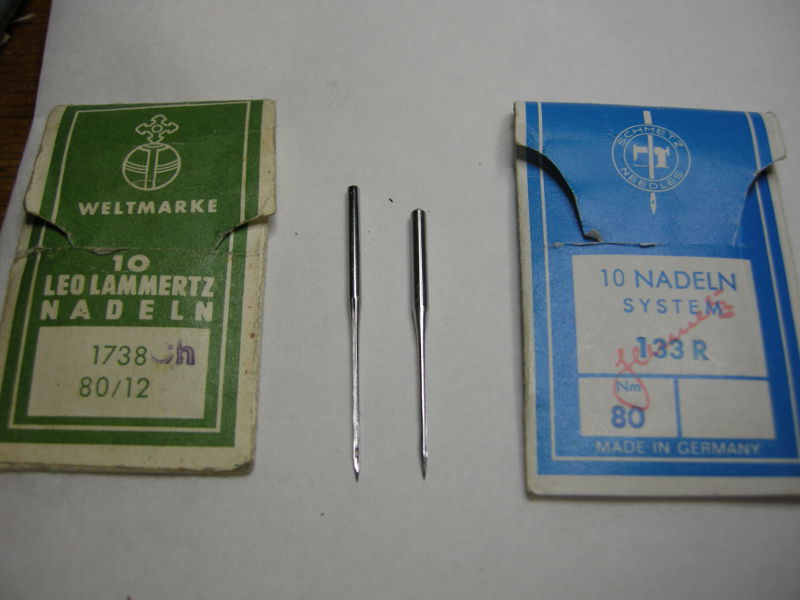 WELTMARKE
10
LEO LAMMERTZ
NADELN
1738
80/12
SCHMETZ
NEEDLES
10 NADELN
SYSTEM
133 R
Nm
80
MADE IN GERMANY